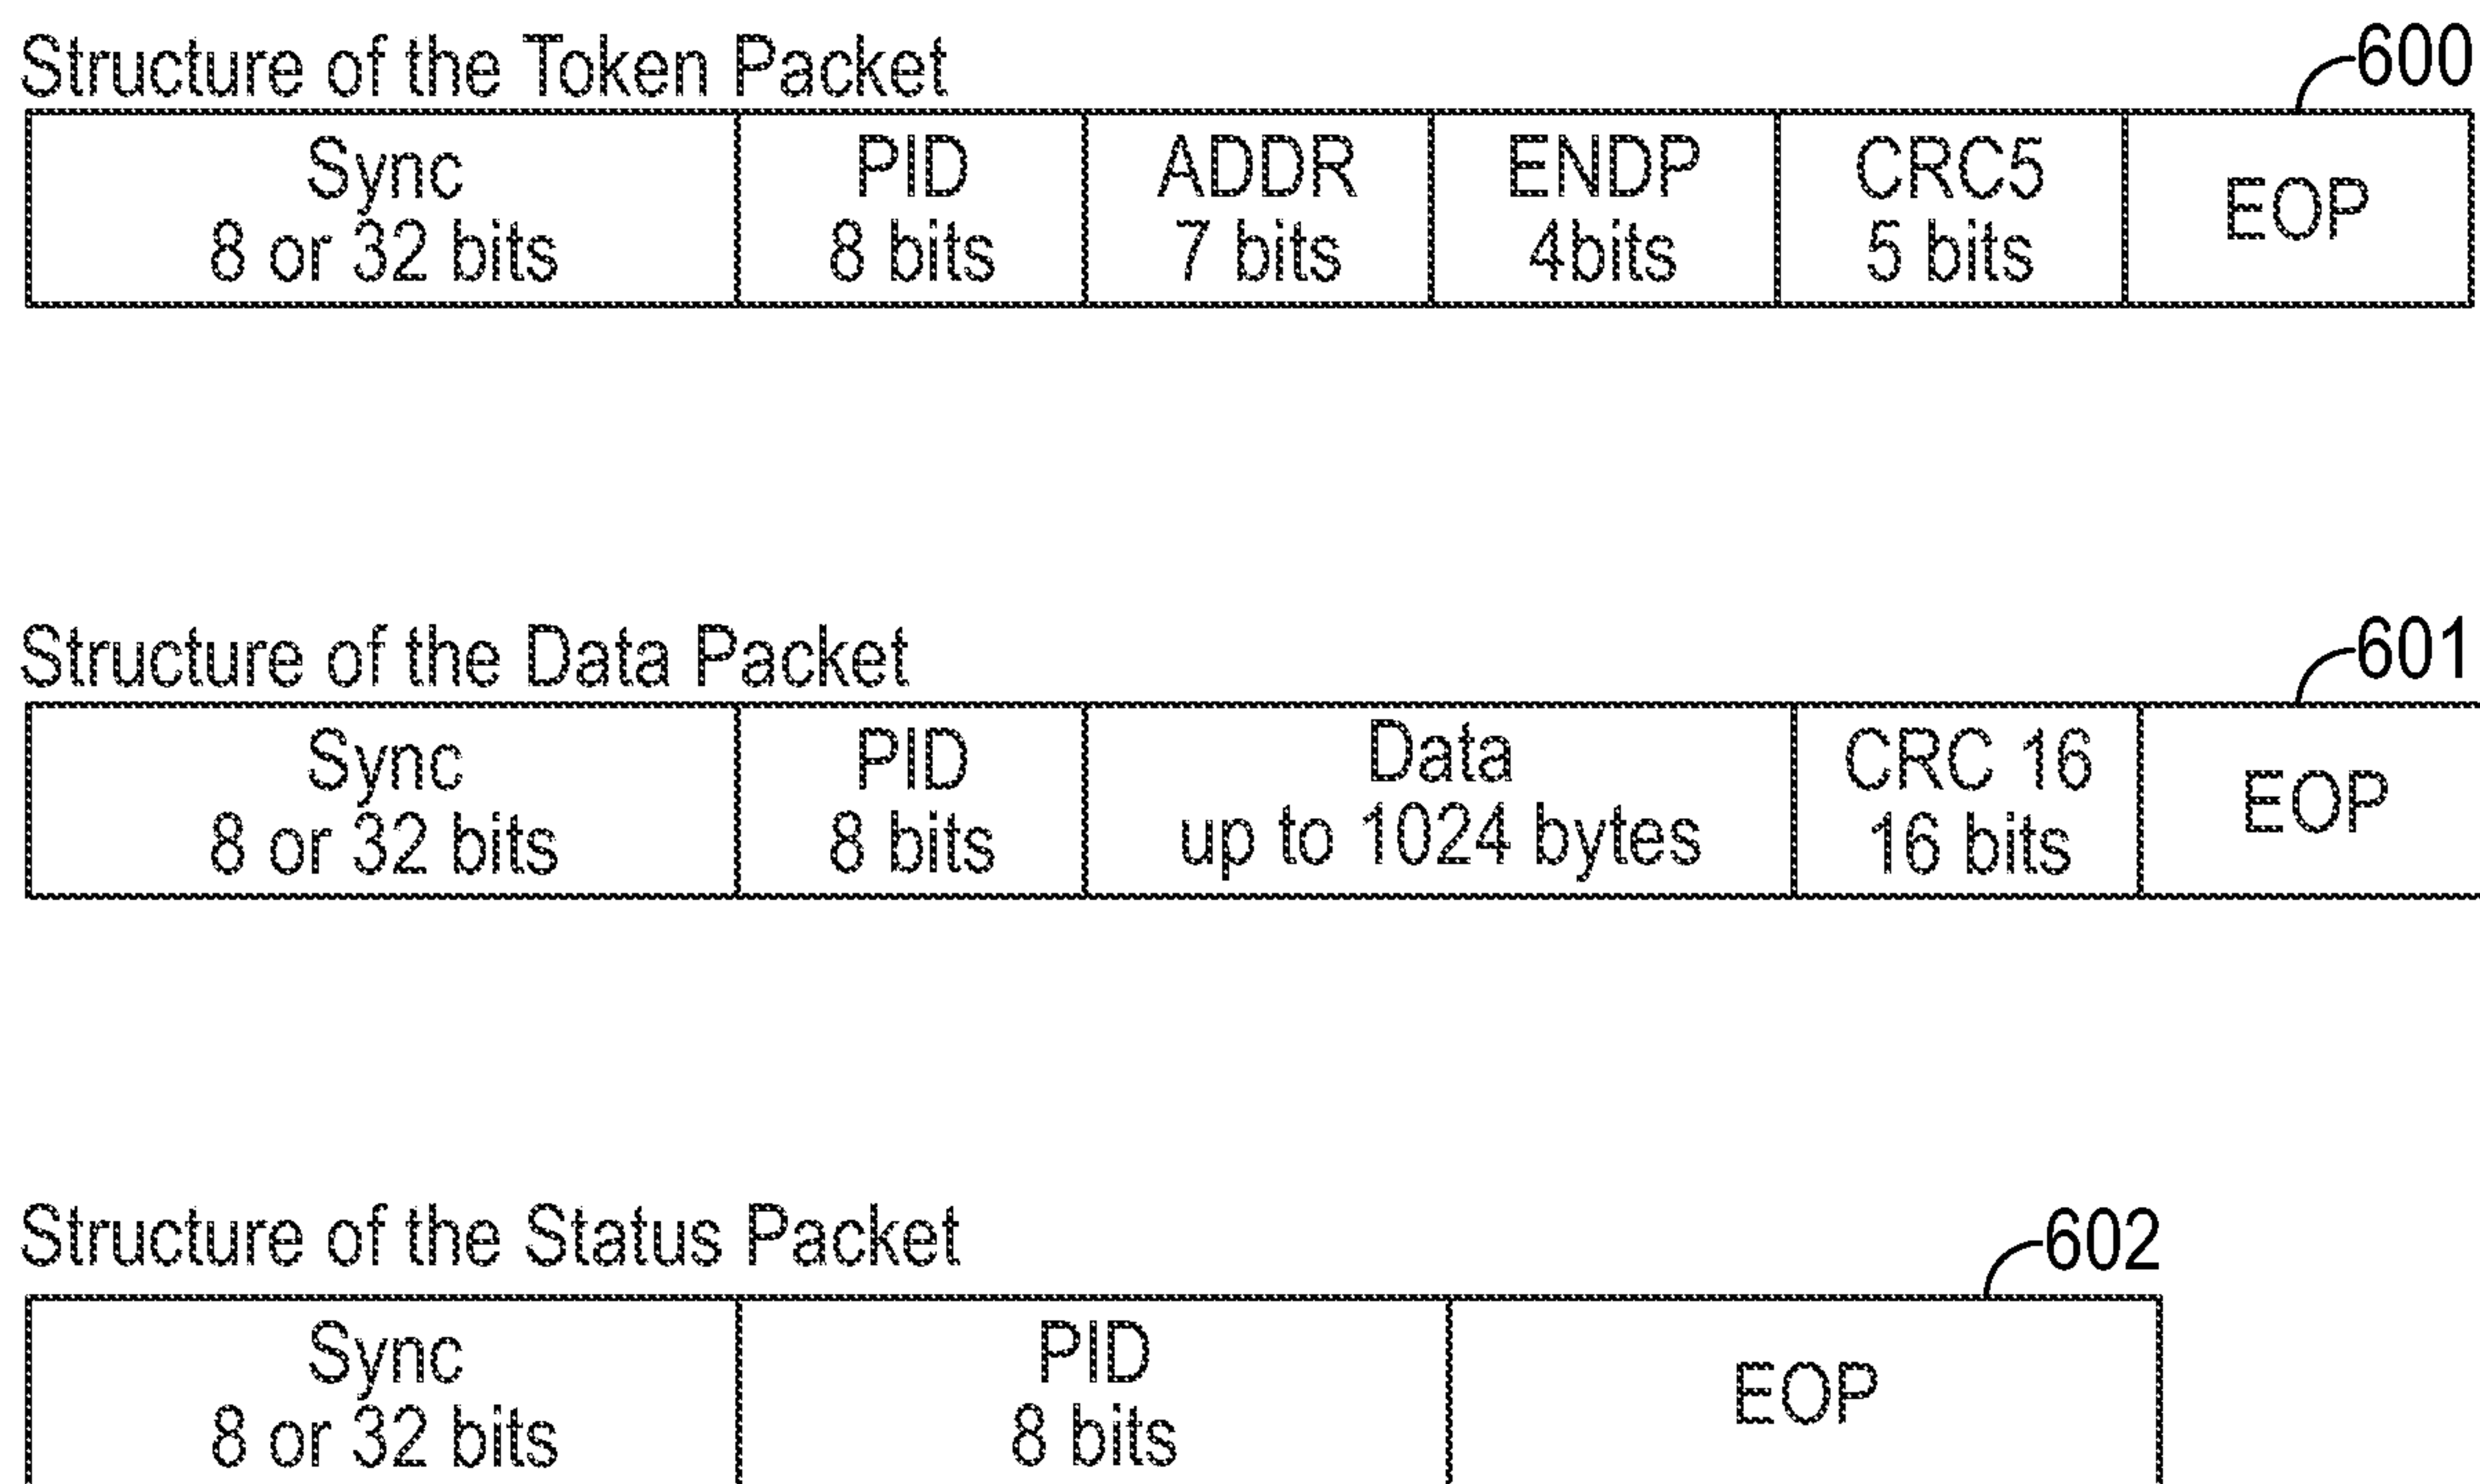 Structure of the Token Packet
600
Sync
8 or 32 bits
PID
8 bits
ADDR
7 bits
ENDP
4bits
CRC5
5 bits
EOP
Structure of the Data Packet
601
Sync
8 or 32 bits
PID
8 bits
Data
up to 1024 bytes
CRC 16
16 bits
EOP
Structure of the Status Packet
602
Sync
8 or 32 bits
PID
8 bits
EOP